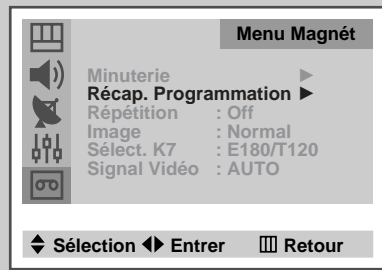 Menu Magnét
Minuterie ►
Récap. Programmation ►
Répétition : Off
Image : Normal
Sélect. K7 : E180/T120
Signal Vidéo : AUTO
Sélection Entrer Retour